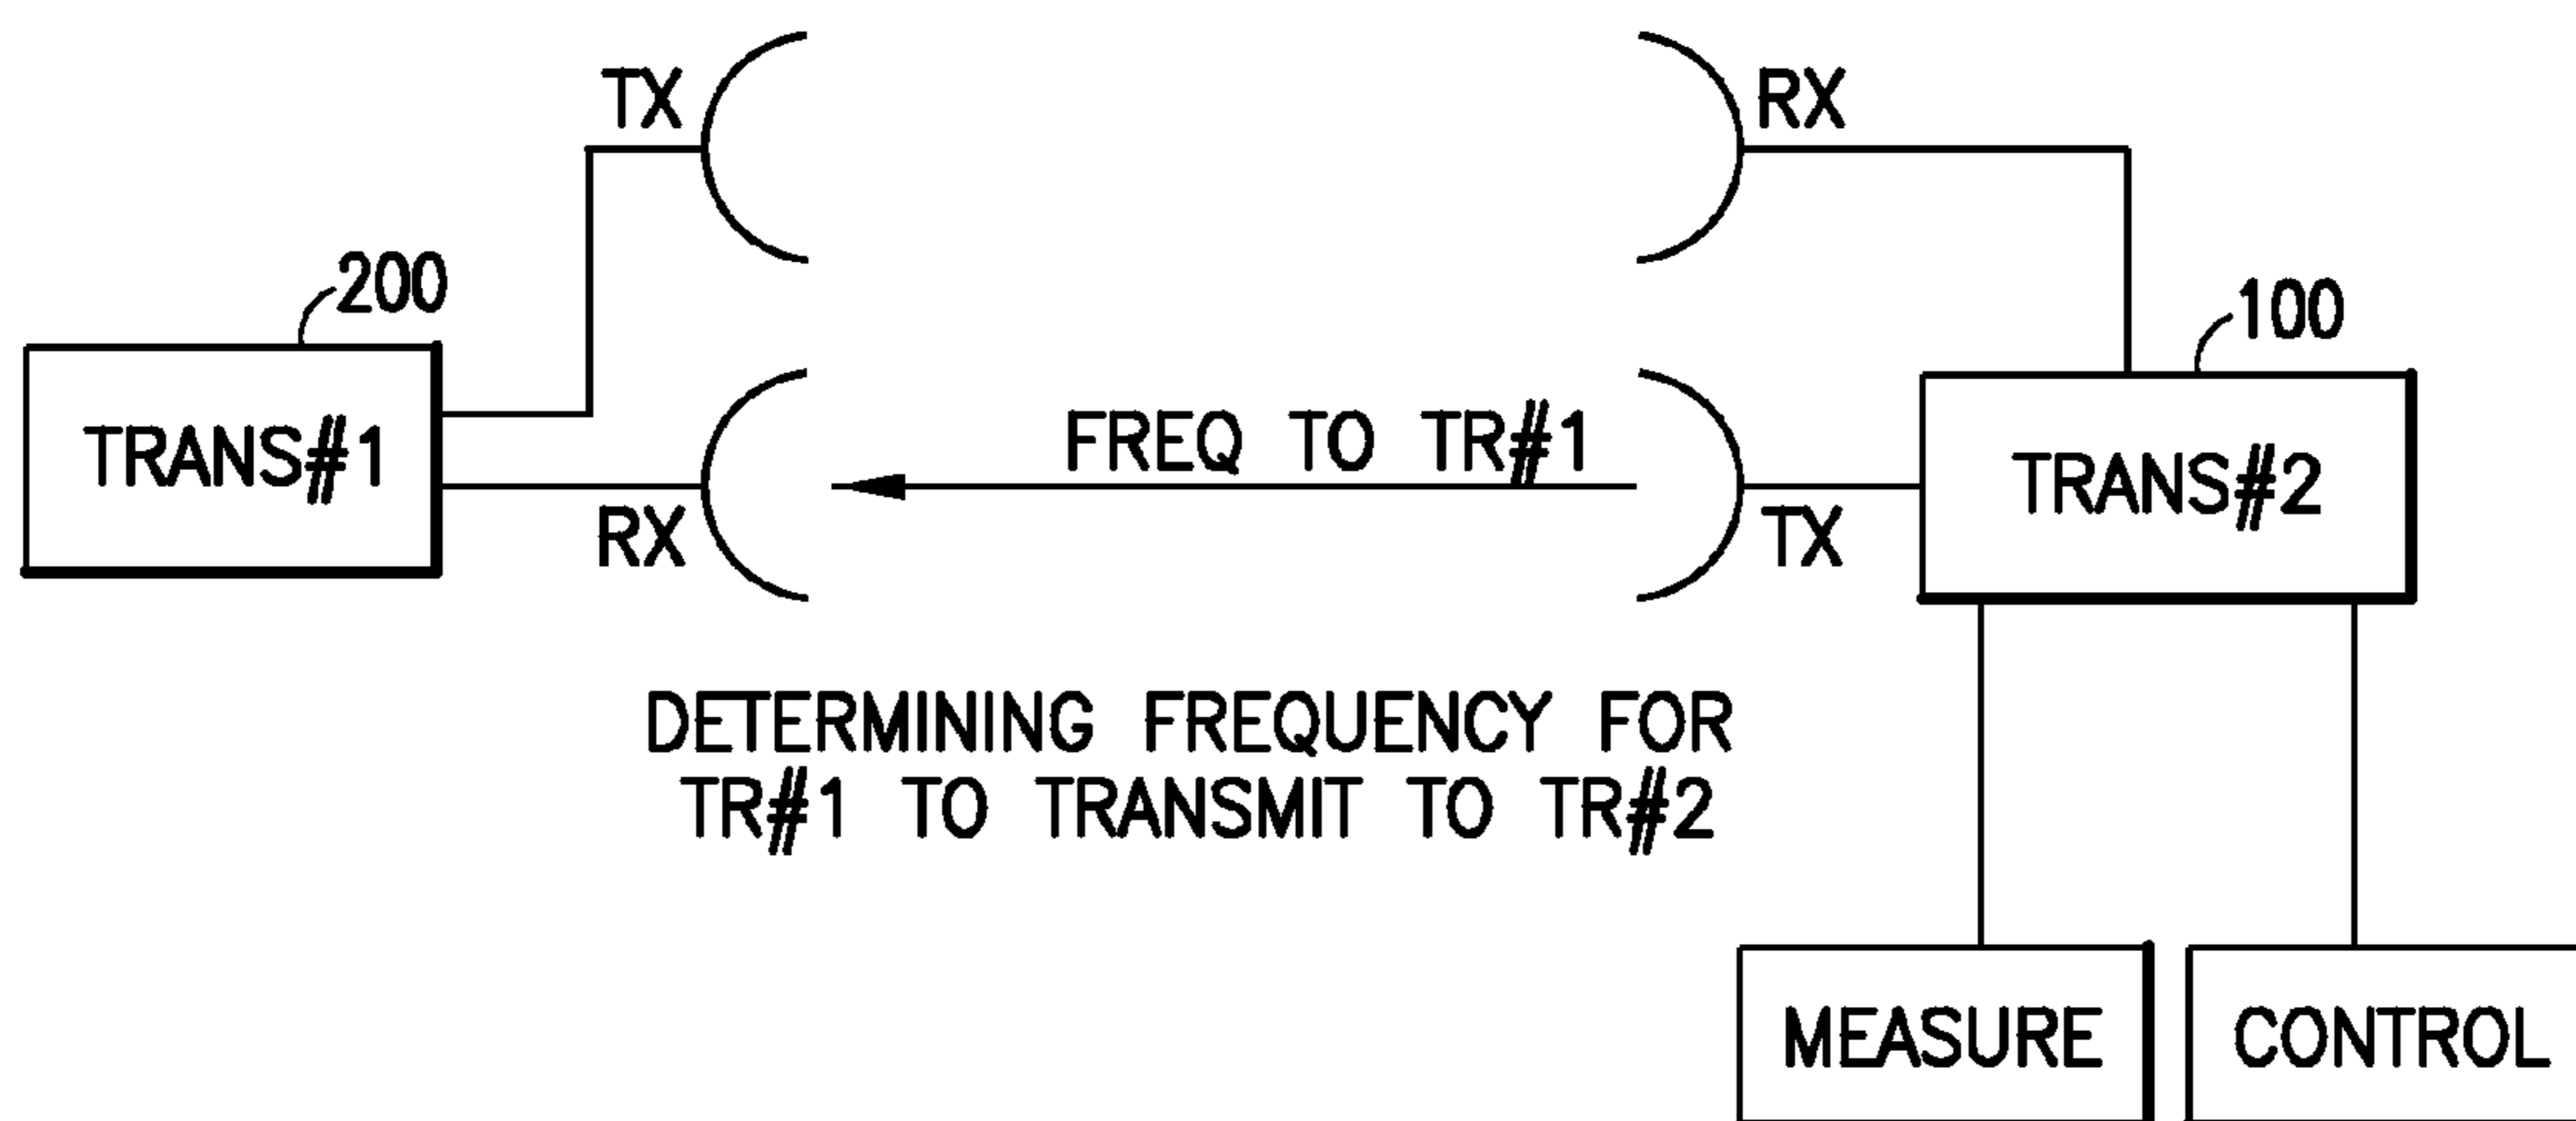 TX
RX
200
100
TRANS#1
FREQ TO TR#1
TRANS#2
RX
TX
DETERMINING FREQUENCY FOR
TR#1 TO TRANSMIT TO TR#2
MEASURE
CONTROL